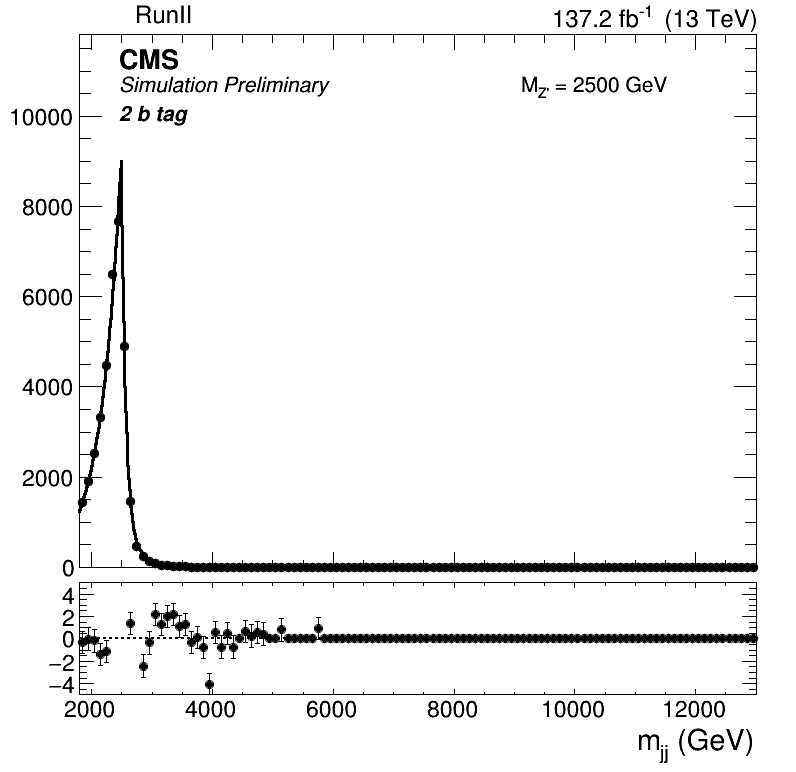 RunII 137.2 fb-1 (13 TeV)
CMS
Simulation Preliminary
MZ' = 2500 GeV
2 b tag
10000
8000
6000
4000
2000
0
4
2
0
−2
−4
2000 4000 6000 8000 10000 12000
mjj (GeV)